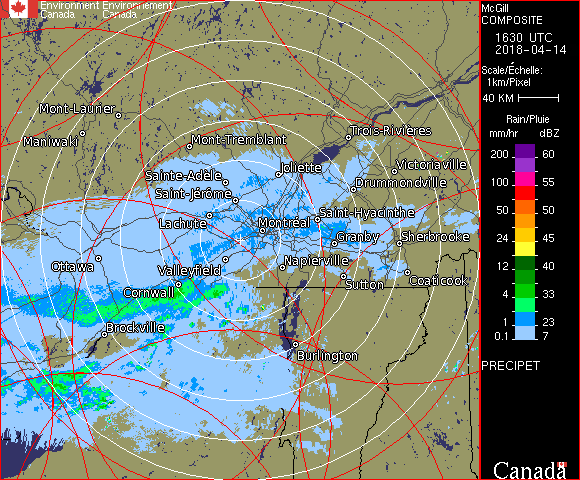 Environment Environnement
Canada Canada
McGill
COMPOSITE
1630 UTC
2018-04-14
Scale/Échelle:
1km/Pixel
40 KM
Rain/Pluie
mm/hr dBZ
200 60
100 55
50 50
24 45
12 40
4 33
1 23
0.1 7
PRECIPET
Canada
Mont-Laurier
Maniwaki
Mont-Tremblant
Trois-Rivières
Sainte-Adèle
Joliette
Victoriaville
Saint-Jérôme
Drummondville
Lachute
Montréal
Saint-Hyacinthe
Granby
Sherbrooke
Ottawa
Valleyfield
Napierville
Cornwall
Sutton
Coaticook
Brockville
Burlington